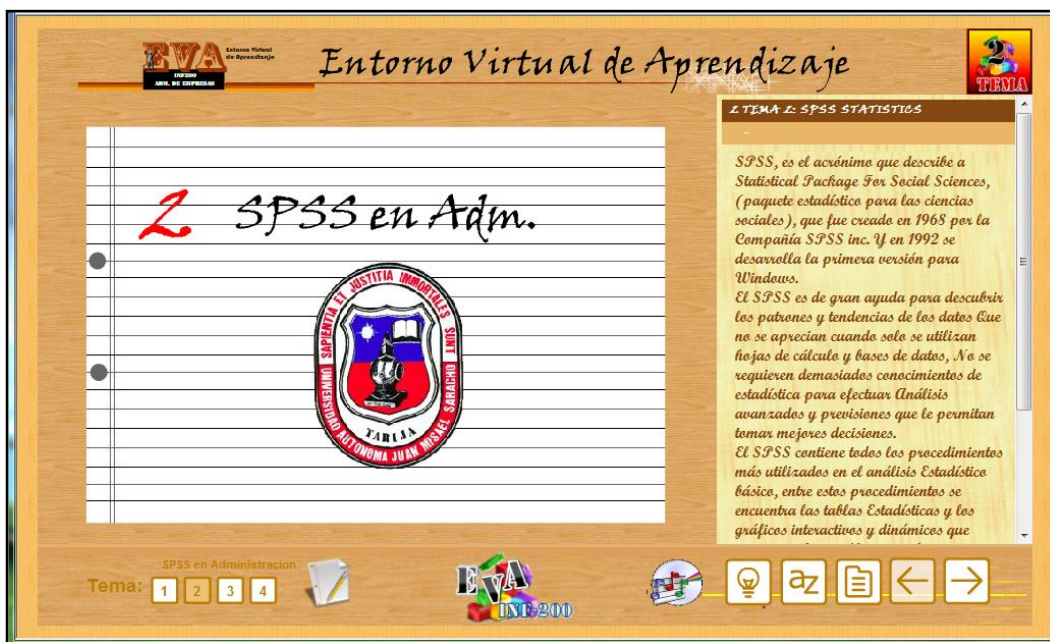 EVA
Entorno Virtual
de Aprendizaje
INF200
ADM. DE EMPRESAS
Entorno Virtual de Aprendizaje
2
TEMA
2 TEMA 2: SPSS STATISTICS
2 SPSS en Adm.
SAPIENTIA ET JUSTITIA IMMORTALES SUNT
UNIVERSIDAD AUTONOMA JUAN MISAEL SARACHO
TARIJA
SPSS, es el acrónimo que describe a
Statistical Package For Social Sciences,
(paquete estadístico para las ciencias
sociales), que fue creado en 1968 por la
Compañía SPSS inc. Y en 1992 se
desarrolla la primera versión para
Windows.
El SPSS es de gran ayuda para descubrir
los patrones y tendencias de los datos Que
no se aprecian cuando solo se utilizan
hojas de cálculo y bases de datos, No se
requieren demasiados conocimientos de
estadística para efectuar Análisis
avanzados y previsiones que le permitan
tomar mejores decisiones.
El SPSS contiene todos los procedimientos
más utilizados en el análisis Estadístico
básico, entre estos procedimientos se
encuentra las tablas Estadísticas y los
gráficos interactivos y dinámicos que
SPSS en Administracion
Tema: 1 2 3 4
EVA
INF-200
az